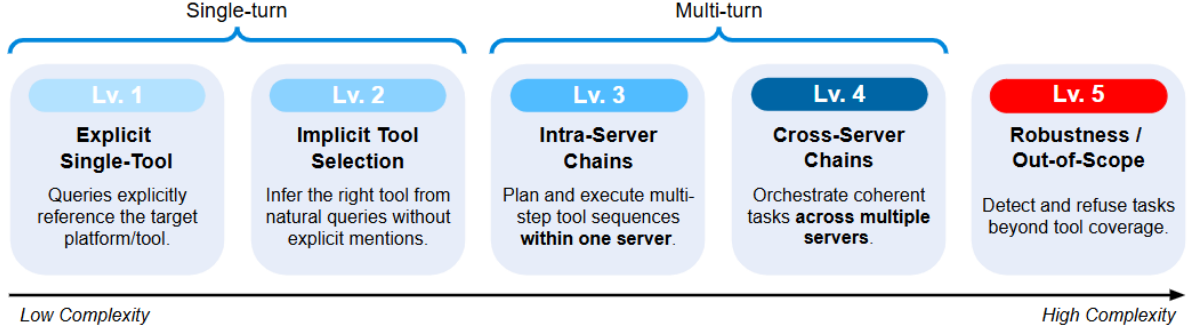 Single-turn
Multi-turn
Lv. 1
Explicit
Single-Tool
Queries explicitly
reference the target
platform/tool.
Lv. 2
Implicit Tool
Selection
Infer the right tool from
natural queries without
explicit mentions.
Lv. 3
Intra-Server
Chains
Plan and execute multi-
step tool sequences
within one server.
Lv. 4
Cross-Server
Chains
Orchestrate coherent
tasks across multiple
servers.
Lv. 5
Robustness /
Out-of-Scope
Detect and refuse tasks
beyond tool coverage.
Low Complexity
High Complexity